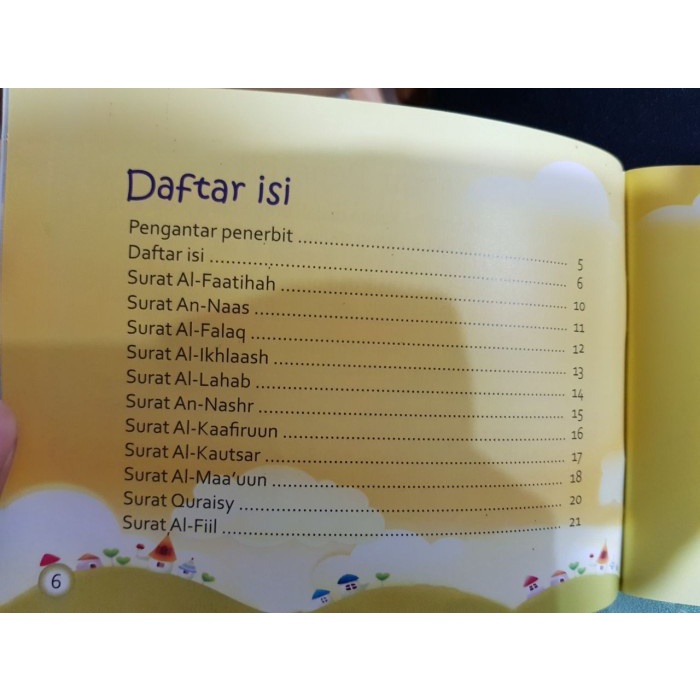 Daftar isi
Pengantar penerbit ........ 5
Daftar isi ........ 6
Surat Al-Faatihah ........ 10
Surat An-Naas ........ 11
Surat Al-Falaq ........ 12
Surat Al-Ikhlaash ........ 13
Surat Al-Lahab ........ 14
Surat An-Nashr ........ 15
Surat Al-Kaafiruun ........ 16
Surat Al-Kautsar ........ 17
Surat Al-Maa'uun ........ 18
Surat Quraisy ........ 20
Surat Al-Fiil ........ 21
6